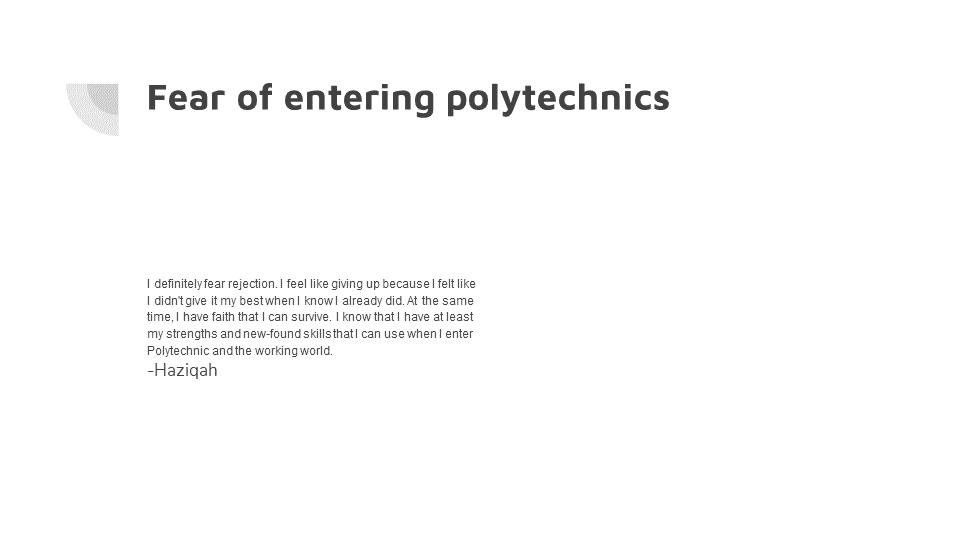 Fear of entering polytechnics
I definitely fear rejection. I feel like giving up because I felt like
I didn't give it my best when I know I already did. At the same
time, I have faith that I can survive. I know that I have at least
my strengths and new-found skills that I can use when I enter
Polytechnic and the working world.
-Haziqah